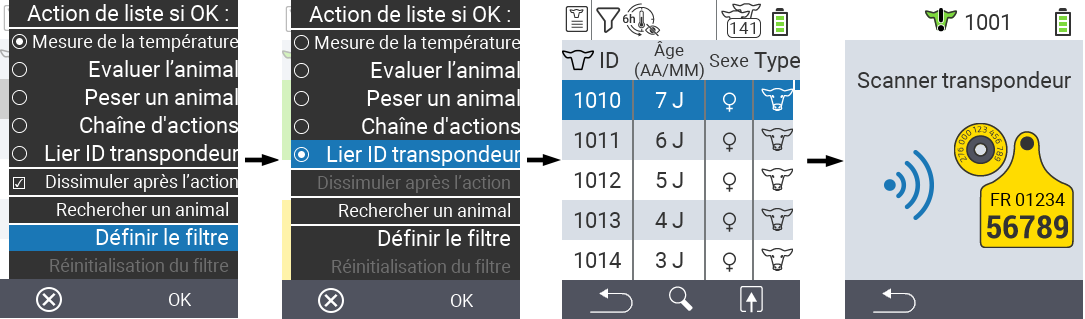 Action de liste si OK :
Mesure de la température
Evaluer l'animal
Peser un animal
Chaîne d'actions
Lier ID transpondeur
Dissimuler après l'action
Rechercher un animal
Définir le filtre
Réinitialisation du filtre
OK
Action de liste si OK :
Mesure de la température
Evaluer l'animal
Peser un animal
Chaîne d'actions
Lier ID transpondeur
Dissimuler après l'action
Rechercher un animal
Définir le filtre
Réinitialisation du filtre
OK
6h 141
ID Âge (AA/MM) Sexe Type
1010 7 J ♀
1011 6 J ♀
1012 5 J ♀
1013 4 J ♀
1014 3 J ♀
1001
Scanner transpondeur
276 000 123 456 789
FR 01234
56789